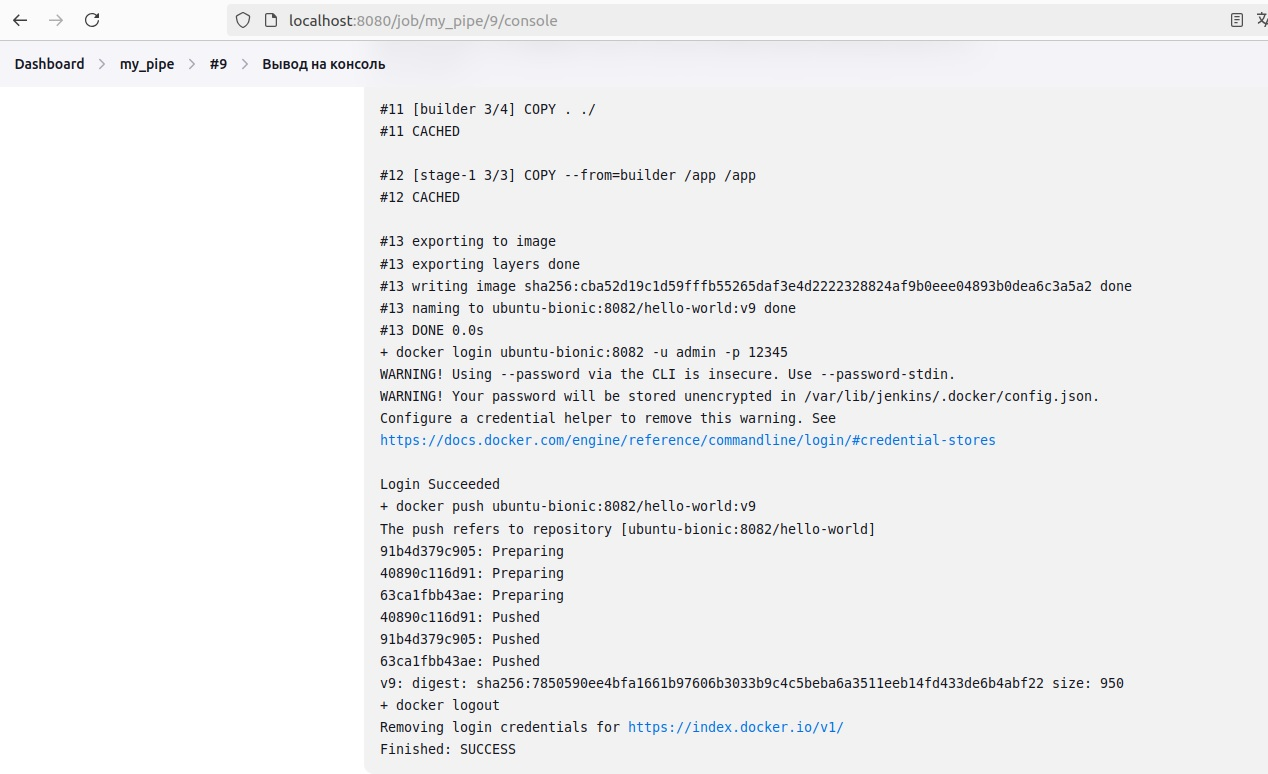 localhost:8080/job/my_pipe/9/console
Dashboard > my_pipe > #9 > Вывод на консоль
#11 [builder 3/4] COPY . ./
#11 CACHED
#12 [stage-1 3/3] COPY --from=builder /app /app
#12 CACHED
#13 exporting to image
#13 exporting layers done
#13 writing image sha256:cba52d19c1d59fffb55265daf3e4d2222328824af9b0eee04893b0dea6c3a5a2 done
#13 naming to ubuntu-bionic:8082/hello-world:v9 done
#13 DONE 0.0s
+ docker login ubuntu-bionic:8082 -u admin -p 12345
WARNING! Using --password via the CLI is insecure. Use --password-stdin.
WARNING! Your password will be stored unencrypted in /var/lib/jenkins/.docker/config.json.
Configure a credential helper to remove this warning. See
https://docs.docker.com/engine/reference/commandline/login/#credential-stores
Login Succeeded
+ docker push ubuntu-bionic:8082/hello-world:v9
The push refers to repository [ubuntu-bionic:8082/hello-world]
91b4d379c905: Preparing
40890c116d91: Preparing
63ca1fbb43ae: Preparing
40890c116d91: Pushed
91b4d379c905: Pushed
63ca1fbb43ae: Pushed
v9: digest: sha256:7850590ee4bfa1661b97606b3033b9c4c5beba6a3511eeb14fd433de6b4abf22 size: 950
+ docker logout
Removing login credentials for https://index.docker.io/v1/
Finished: SUCCESS